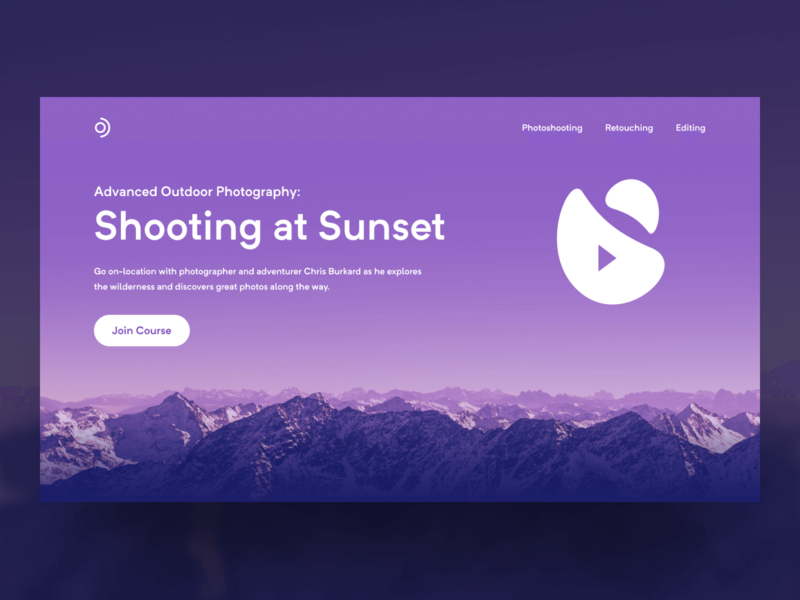 Photoshooting Retouching Editing
Advanced Outdoor Photography:
Shooting at Sunset
Go on-location with photographer and adventurer Chris Burkard as he explores
the wilderness and discovers great photos along the way.
Join Course